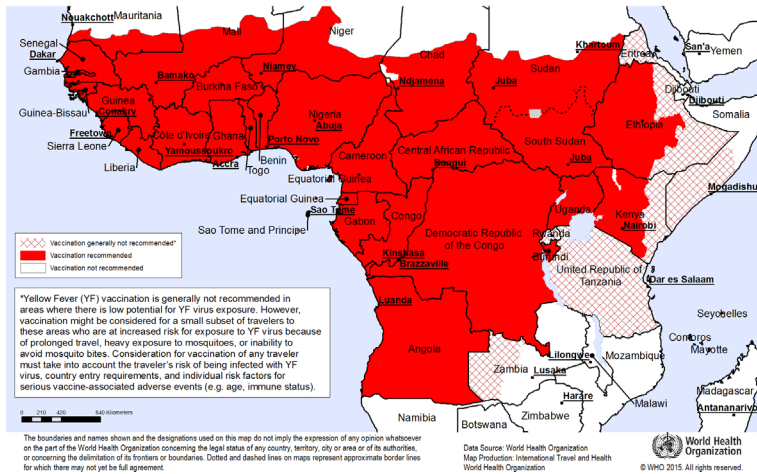 Nouakchott
Mauritania
Mali
Niger
Khartoum
Eritrea
San'a
Yemen
Senegal
Dakar
Chad
Sudan
Gambia
Bamako
Niamey
Ndjamena
Juba
Djibouti
Djibouti
Guinea
Burkina Faso
Guinea-Bissau
Conakry
Nigeria
Abuja
Ethiopia
Somalia
Freetown
Côte d'Ivoire
Ghana
Porto Novo
Sierra Leone
Yamoussoukro
Central African Republic
South Sudan
Liberia
Accra
Togo
Benin
Cameroon
Bangui
Juba
Equatorial Guinea
Mogadishu
Equatorial Guinea
Uganda
Kenya
Sao Tome
Gabon
Congo
Democratic Republic
of the Congo
Rwanda
Nairobi
Sao Tome and Principe
Burundi
Vaccination generally not recommended*
Vaccination recommended
Vaccination not recommended
Kinshasa
Brazzaville
United Republic of
Tanzania
Dar es Salaam
Luanda
Seychelles
*Yellow Fever (YF) vaccination is generally not recommended in
areas where there is low potential for YF virus exposure. However,
vaccination might be considered for a small subset of travelers to
these areas who are at increased risk for exposure to YF virus because
of prolonged travel, heavy exposure to mosquitoes, or inability to
avoid mosquito bites. Consideration for vaccination of any traveler
must take into account the traveler's risk of being infected with YF
virus, country entry requirements, and individual risk factors for
serious vaccine-associated adverse events (e.g. age, immune status).
Angola
Comoros
Mayotte
Lilongwe
Mozambique
Zambia
Lusaka
Harare
Malawi
Madagascar
Antananarivo
Zimbabwe
Namibia
Botswana
0 210 420 840 Kilometers
The boundaries and names shown and the designations used on this map do not imply the expression of any opinion whatsoever
on the part of the World Health Organization concerning the legal status of any country, territory, city or area or of its authorities,
or concerning the delimitation of its frontiers or boundaries. Dotted and dashed lines on maps represent approximate border lines
for which there may not yet be full agreement.
Data Source: World Health Organization
Map Production: International Travel and Health
World Health Organization
World Health
Organization
© WHO 2015. All rights reserved.